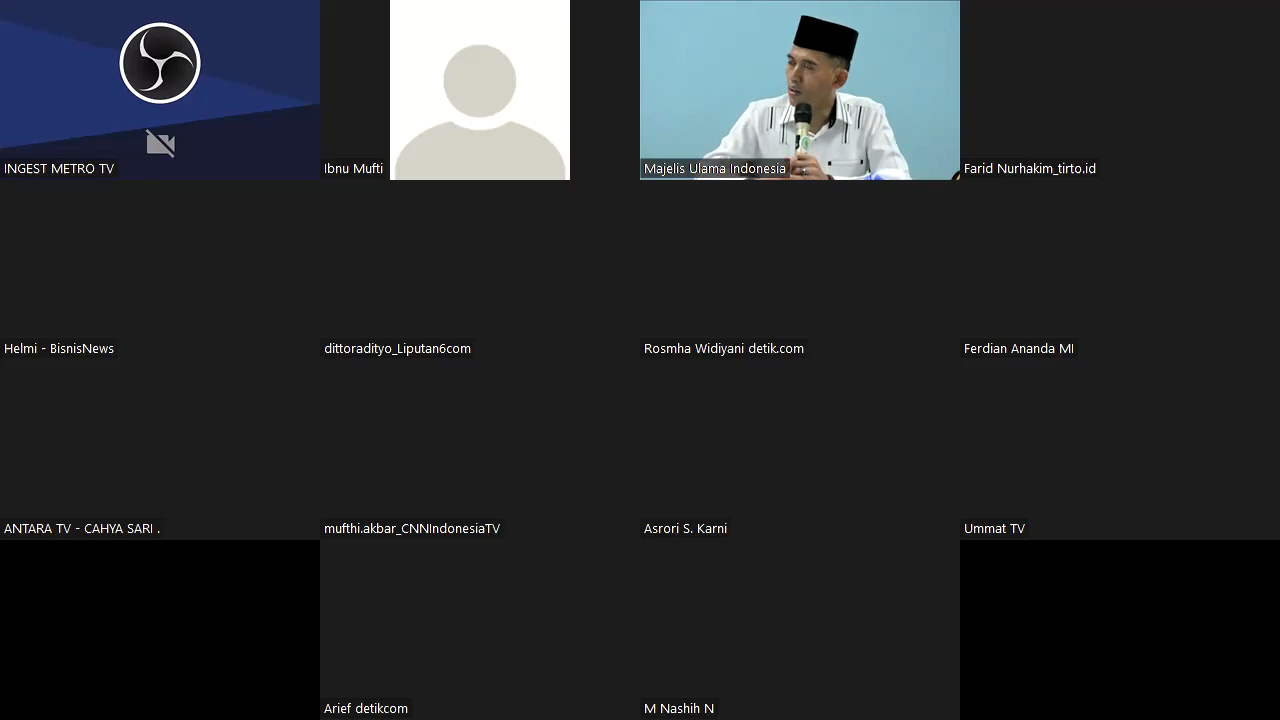 INGEST METRO TV
Ibnu Mufti
Majelis Ulama Indonesia
Farid Nurhakim_tirto.id
Helmi - BisnisNews
dittoradityo_Liputan6com
Rosmha Widiyani detik.com
Ferdian Ananda MI
ANTARA TV - CAHYA SARI .
mufthi.akbar_CNNIndonesiaTV
Asrori S. Karni
Ummat TV
Arief detikcom
M Nashih N